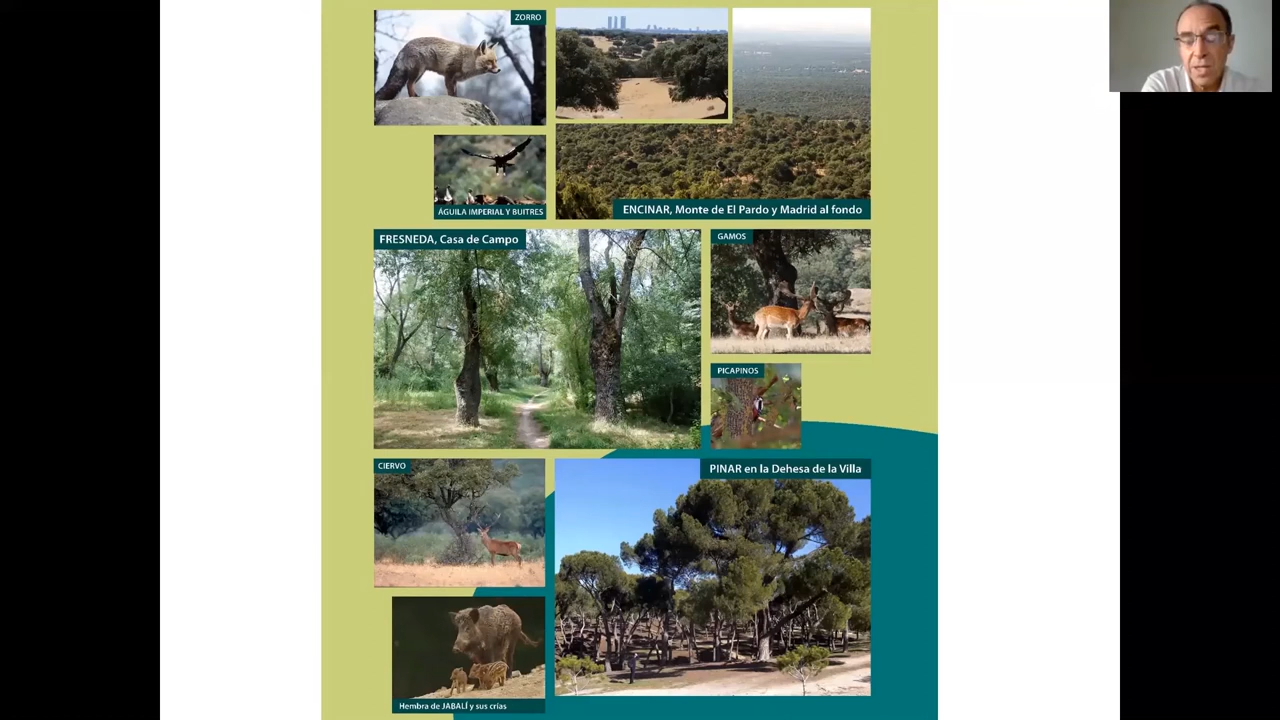 ZORRO
ÁGUILA IMPERIAL Y BUITRES
ENCINAR, Monte de El Pardo y Madrid al fondo
FRESNEDA, Casa de Campo
GAMOS
PICAPINOS
CIERVO
PINAR en la Dehesa de la Villa
Hembra de JABALÍ y sus crías